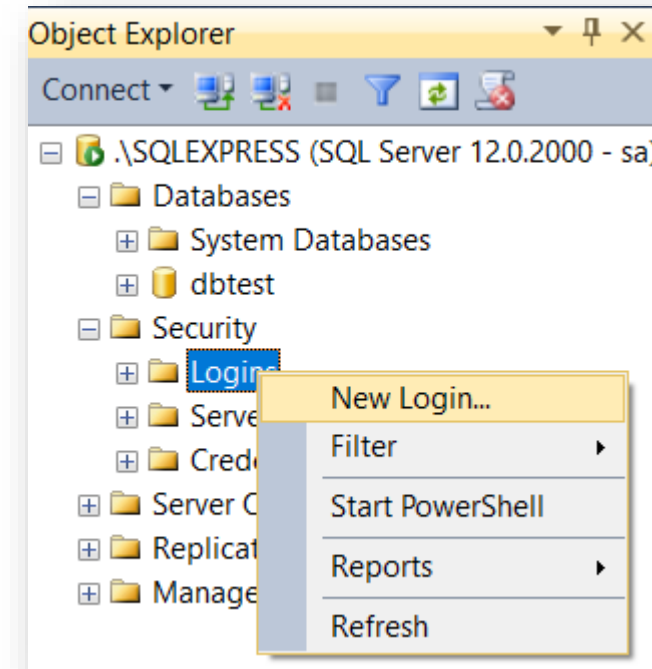 Object Explorer
Connect
.\SQLEXPRESS (SQL Server 12.0.2000 - sa)
Databases
System Databases
dbtest
Security
Logins
New Login...
Filter
Start PowerShell
Reports
Refresh
Serve
Crede
Server O
Replicat
Manage